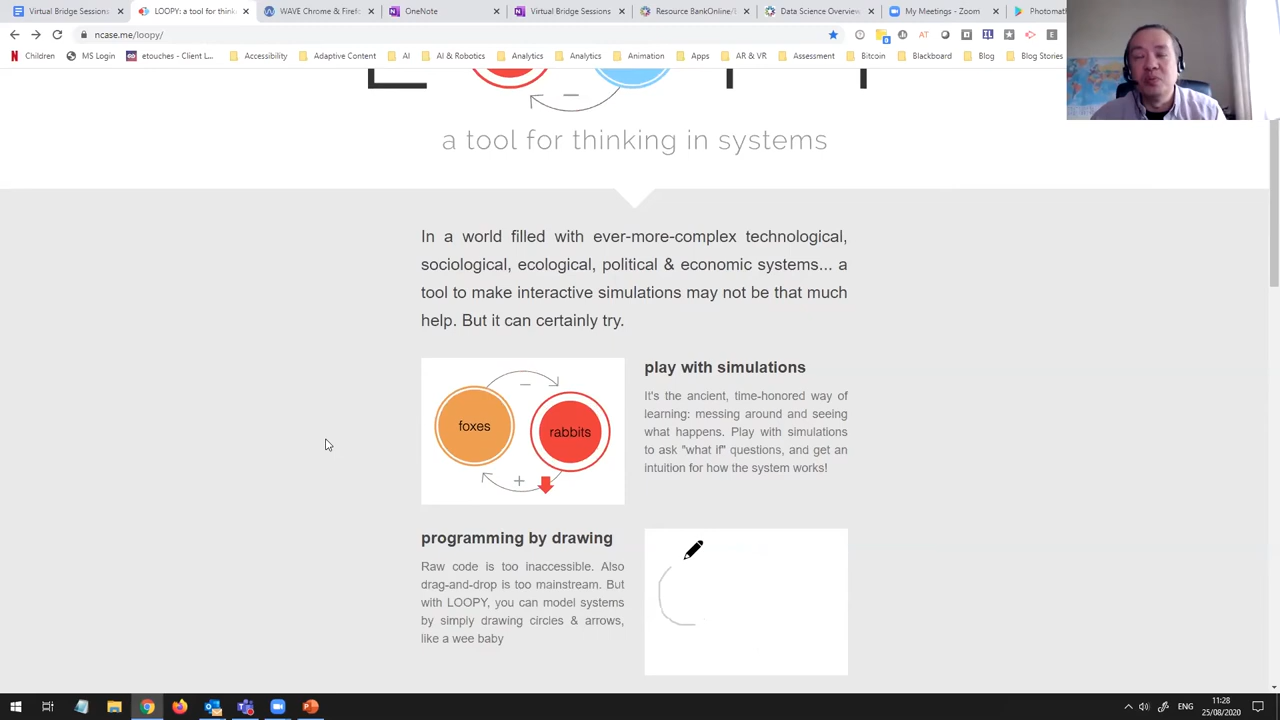 Virtual Bridge Session
LOOPY: a tool for think
WAVE Chrome & Firef
OneNote
Virtual Bridge Sessions
Resource BankOnline/
Data Science Overview
My Meetings - Zoom
Photomath
ncase.me/loopy/
Children
MS Login
etouches - Client L...
Accessibility
Adaptive Content
AI
AI & Robotics
Analytics
Analytics
Animation
Apps
AR & VR
Assessment
Bitcoin
Blackboard
Blog
Blog Stories
a tool for thinking in systems
In a world filled with ever-more-complex technological,
sociological, ecological, political & economic systems... a
tool to make interactive simulations may not be that much
help. But it can certainly try.
foxes
rabbits
play with simulations
It's the ancient, time-honored way of
learning: messing around and seeing
what happens. Play with simulations
to ask "what if" questions, and get an
intuition for how the system works!
programming by drawing
Raw code is too inaccessible. Also
drag-and-drop is too mainstream. But
with LOOPY, you can model systems
by simply drawing circles & arrows,
like a wee baby
ENG
11:28
25/08/2020